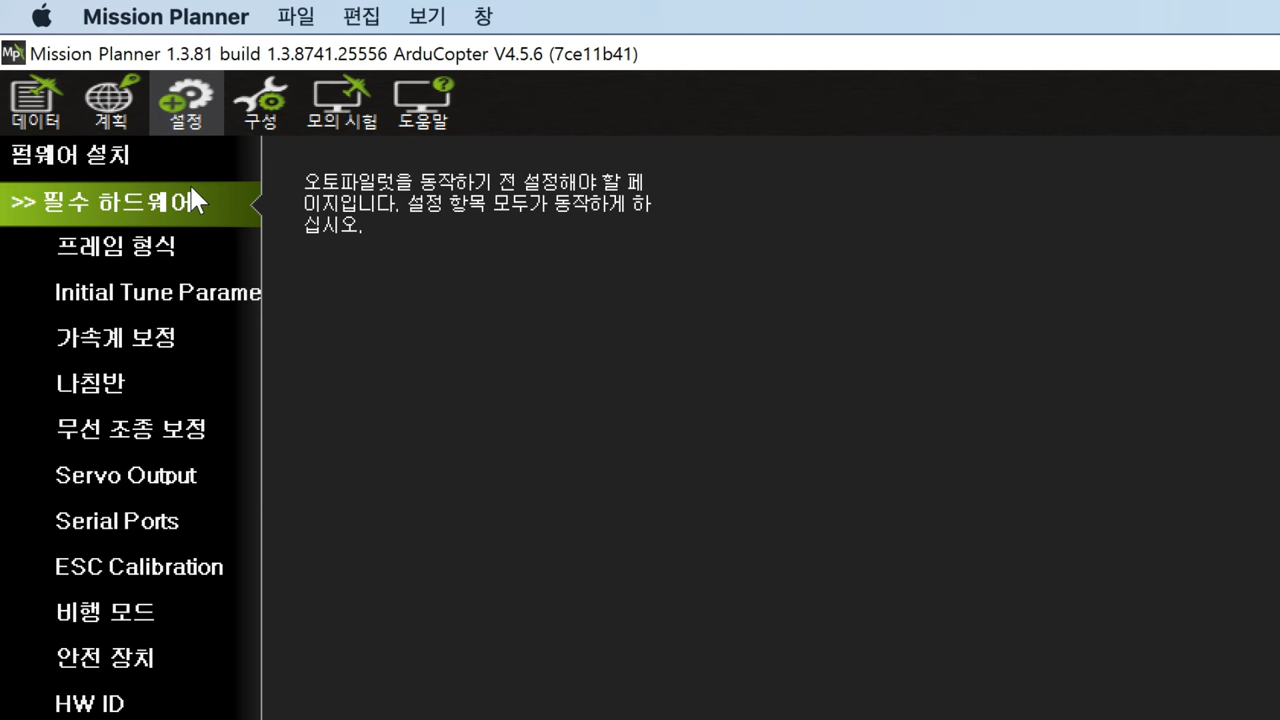 Mission Planner 파일 편집 보기 창
Mp Mission Planner 1.3.81 build 1.3.8741.25556 ArduCopter V4.5.6 (7ce11b41)
데이터 계획 설정 구성 모의 시험 도움말
펌웨어 설치
>> 필수 하드웨어
프레임 형식
Initial Tune Parame
가속계 보정
나침반
무선 조종 보정
Servo Output
Serial Ports
ESC Calibration
비행 모드
안전 장치
HW ID
오토파일럿을 동작하기 전 설정해야 할 페
이지입니다. 설정 항목 모두가 동작하게 하
십시오.